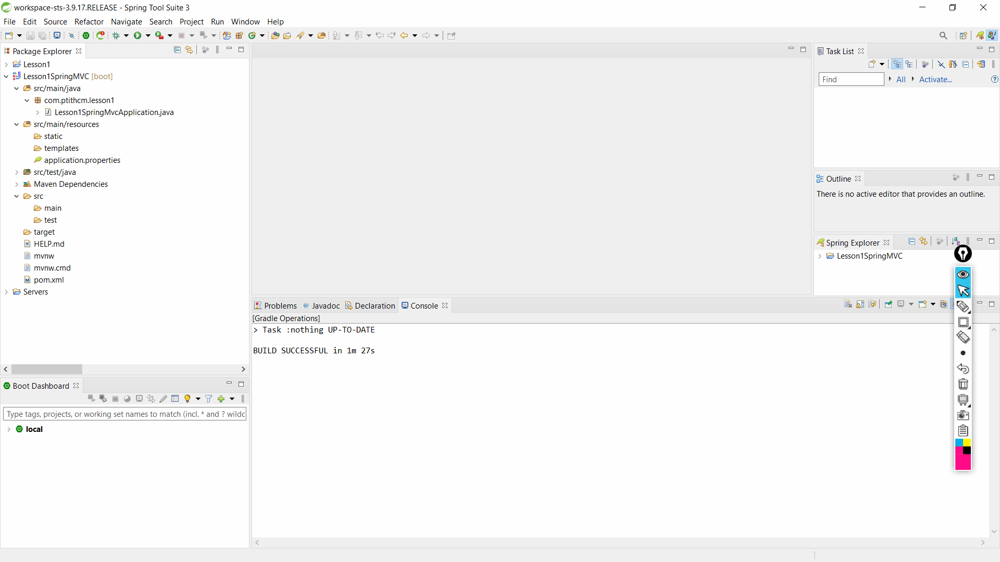 workspace-sts-3.9.17.RELEASE - Spring Tool Suite 3
File Edit Source Refactor Navigate Search Project Run Window Help
Package Explorer
Lesson1
Lesson1SpringMVC [boot]
src/main/java
com.ptithcm.lesson1
Lesson1SpringMvcApplication.java
src/main/resources
static
templates
application.properties
src/test/java
Maven Dependencies
src
main
test
target
HELP.md
mvnw
mvnw.cmd
pom.xml
Servers
Boot Dashboard
Type tags, projects, or working set names to match (incl. * and ? wildc
local
Problems @ Javadoc Declaration Console
[Gradle Operations]
> Task :nothing UP-TO-DATE
BUILD SUCCESSFUL in 1m 27s
Task List
Find All Activate...
Outline
There is no active editor that provides an outline.
Spring Explorer
Lesson1SpringMVC